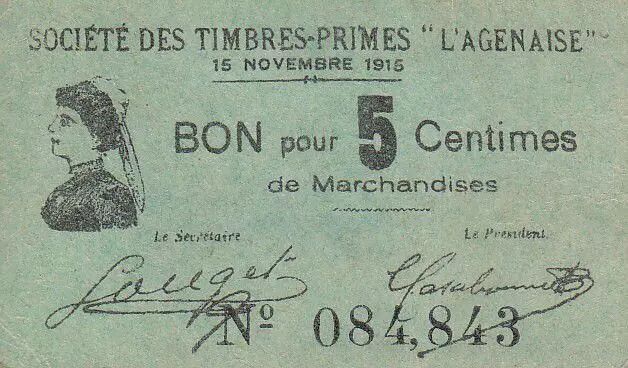 SOCIÉTÉ DES TIMBRES-PRIMES "L'AGENAISE"
15 NOVEMBRE 1915
BON pour 5 Centimes
de Marchandises
Le Secrétaire
Le Président
Nº 084,843